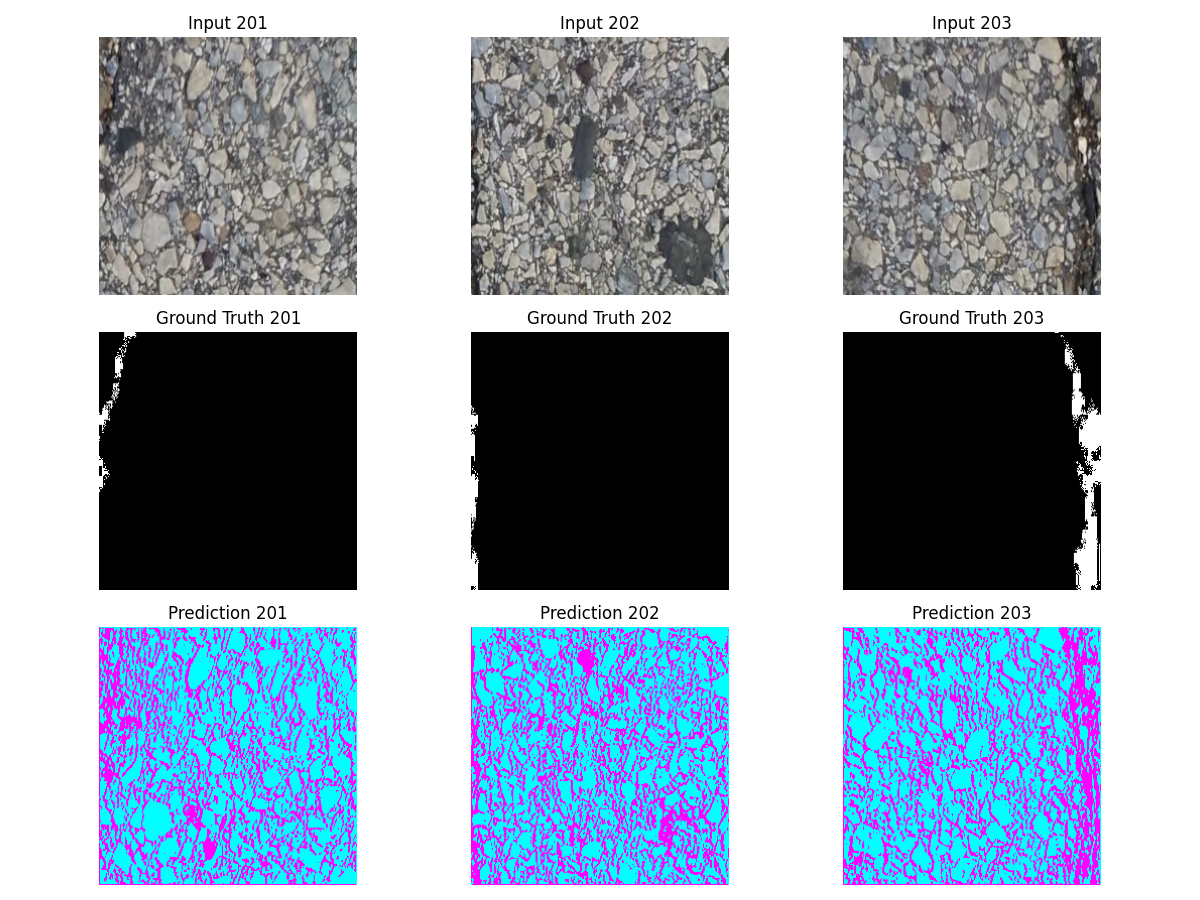 Input 201
Input 202
Input 203
Ground Truth 201
Ground Truth 202
Ground Truth 203
Prediction 201
Prediction 202
Prediction 203